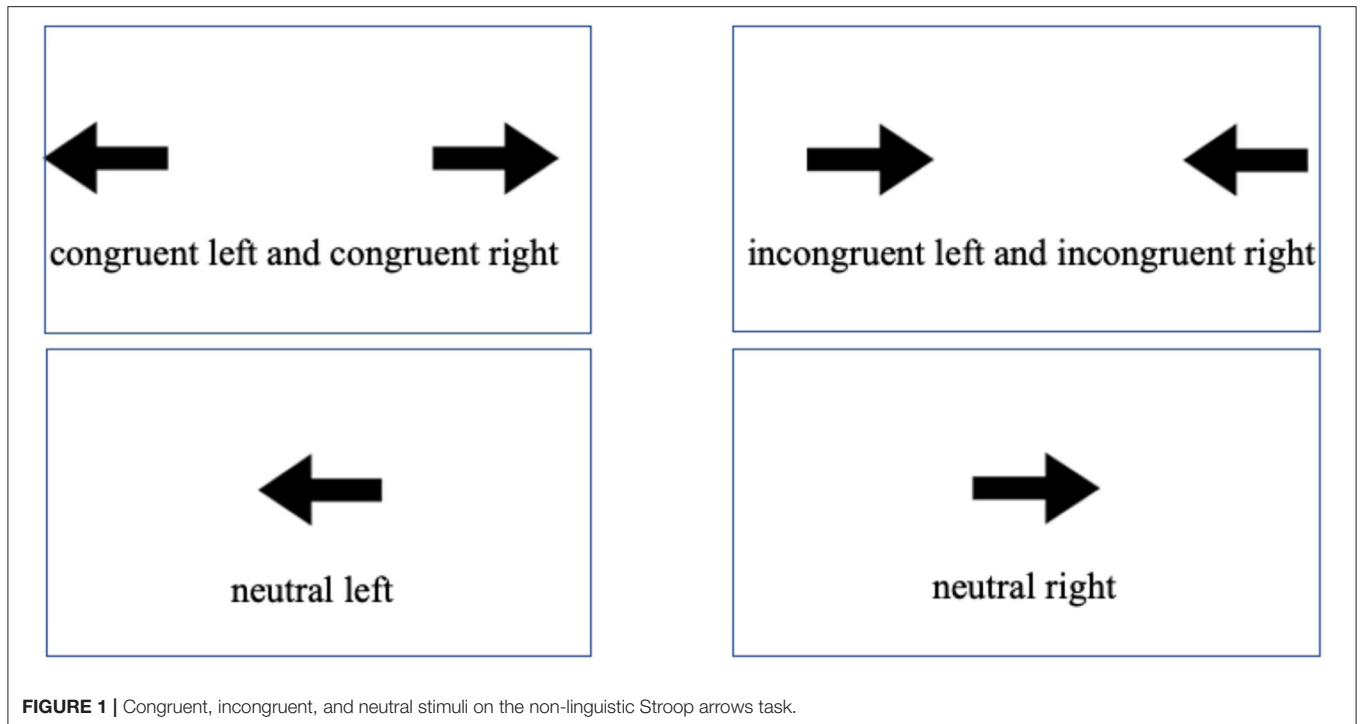 congruent left and congruent right
incongruent left and incongruent right
neutral left
neutral right
FIGURE 1 | Congruent, incongruent, and neutral stimuli on the non-linguistic Stroop arrows task.